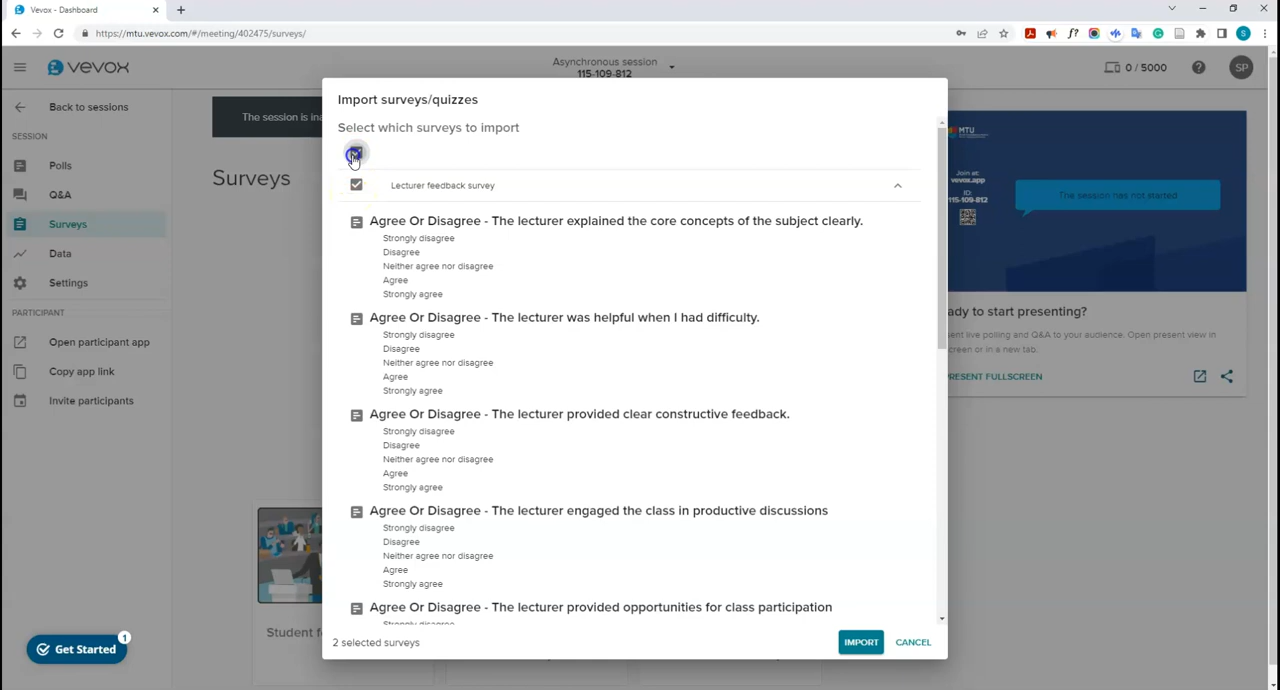 Vevox - Dashboard
https://mtu.vevox.com/#/meeting/402475/surveys/
vevox
Asynchronous session
115-109-812
0 / 5000
SP
Back to sessions
SESSION
Polls
Q&A
Surveys
Data
Settings
PARTICIPANT
Open participant app
Copy app link
Invite participants
Get Started
1
The session is ina
Surveys
Student f
Import surveys/quizzes
Select which surveys to import
Lecturer feedback survey
Agree Or Disagree - The lecturer explained the core concepts of the subject clearly.
Strongly disagree
Disagree
Neither agree nor disagree
Agree
Strongly agree
Agree Or Disagree - The lecturer was helpful when I had difficulty.
Strongly disagree
Disagree
Neither agree nor disagree
Agree
Strongly agree
Agree Or Disagree - The lecturer provided clear constructive feedback.
Strongly disagree
Disagree
Neither agree nor disagree
Agree
Strongly agree
Agree Or Disagree - The lecturer engaged the class in productive discussions
Strongly disagree
Disagree
Neither agree nor disagree
Agree
Strongly agree
Agree Or Disagree - The lecturer provided opportunities for class participation
Strongly disagree
2 selected surveys
IMPORT
CANCEL
MTU
Join at:
vevox.app
ID:
115-109-812
The session has not started
ady to start presenting?
nt live polling and Q&A to your audience. Open present view in
creen or in a new tab.
RESENT FULLSCREEN